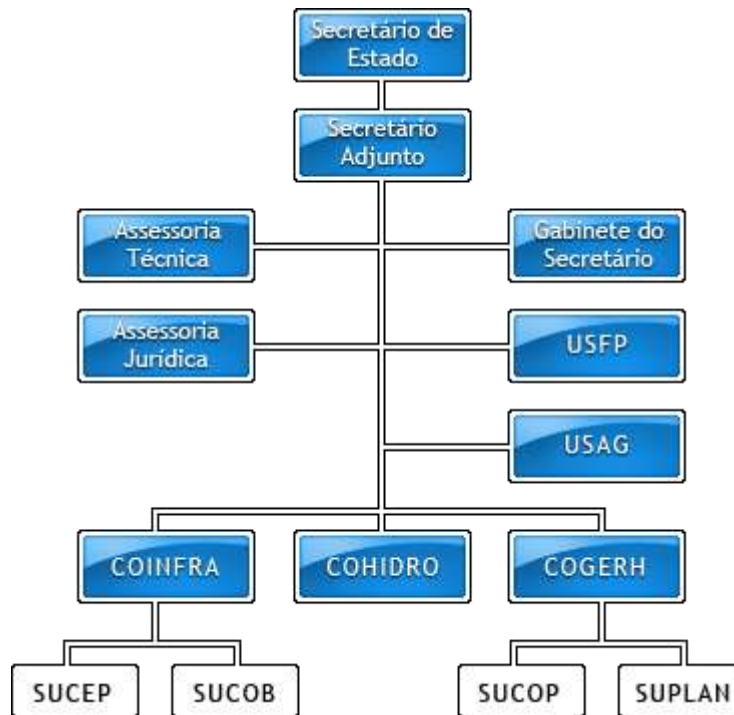 Secretário de
Estado
Secretário
Adjunto
Assessoria
Técnica
Gabinete do
Secretário
Assessoria
Jurídica
USFP
USAG
COINFRA
COHIDRO
COGERH
SUCEP
SUCOB
SUCOP
SUPLAN